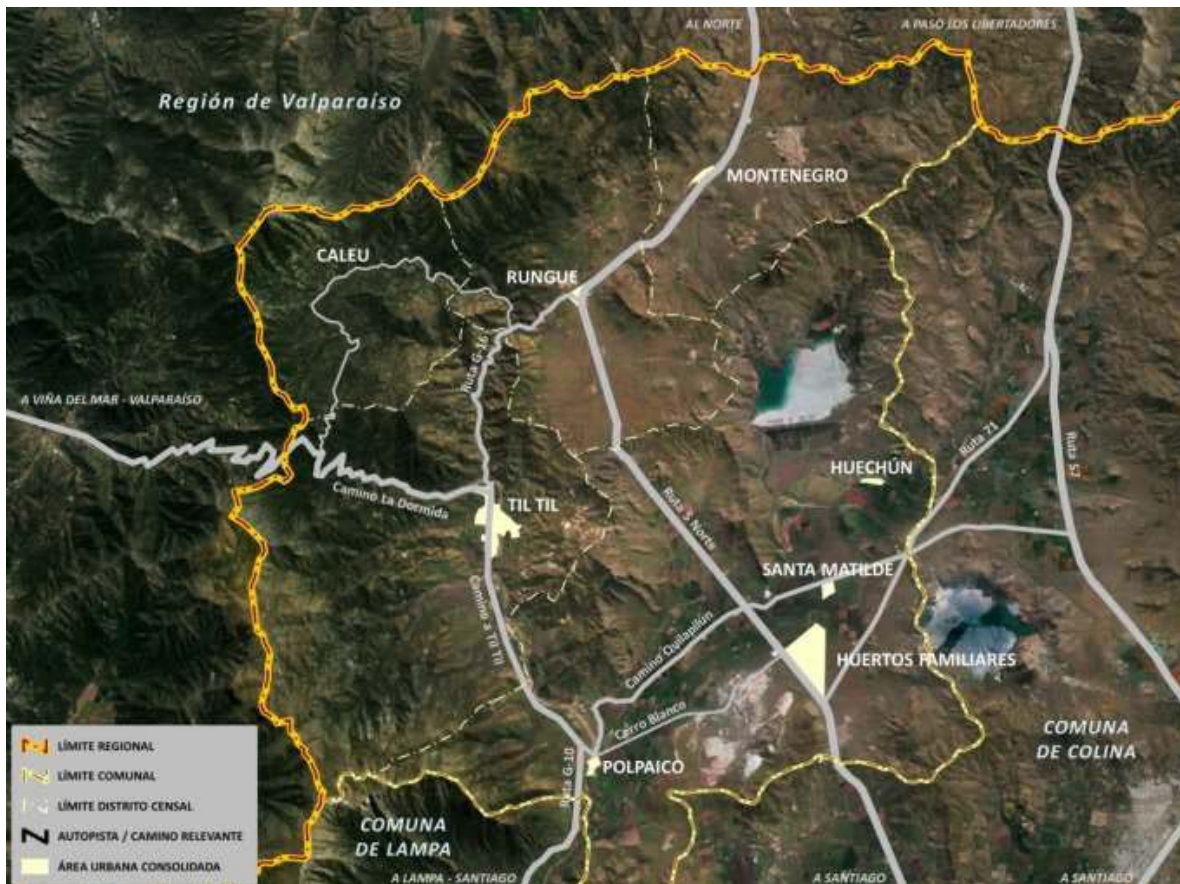 AL NORTE
A PASO LOS LIBERTADORES
Región de Valparaíso
MONTENEGRO
CALEU
RUNGUE
Ruta G-16
A VIÑA DEL MAR - VALPARAÍSO
Ruta 71
Ruta 57
HUECHÚN
Camino La Dormida
TIL TIL
Ruta 5 Norte
SANTA MATILDE
Camino a Til Til
Camino Quilapilún
HUERTOS FAMILIARES
Cerro Blanco
COMUNA
DE COLINA
POLPAICO
Ruta G-10
LÍMITE REGIONAL
LÍMITE COMUNAL
LÍMITE DISTRITO CENSAL
AUTOPISTA / CAMINO RELEVANTE
ÁREA URBANA CONSOLIDADA
COMUNA
DE LAMPA
A LAMPA - SANTIAGO
A SANTIAGO
A SANTIAGO